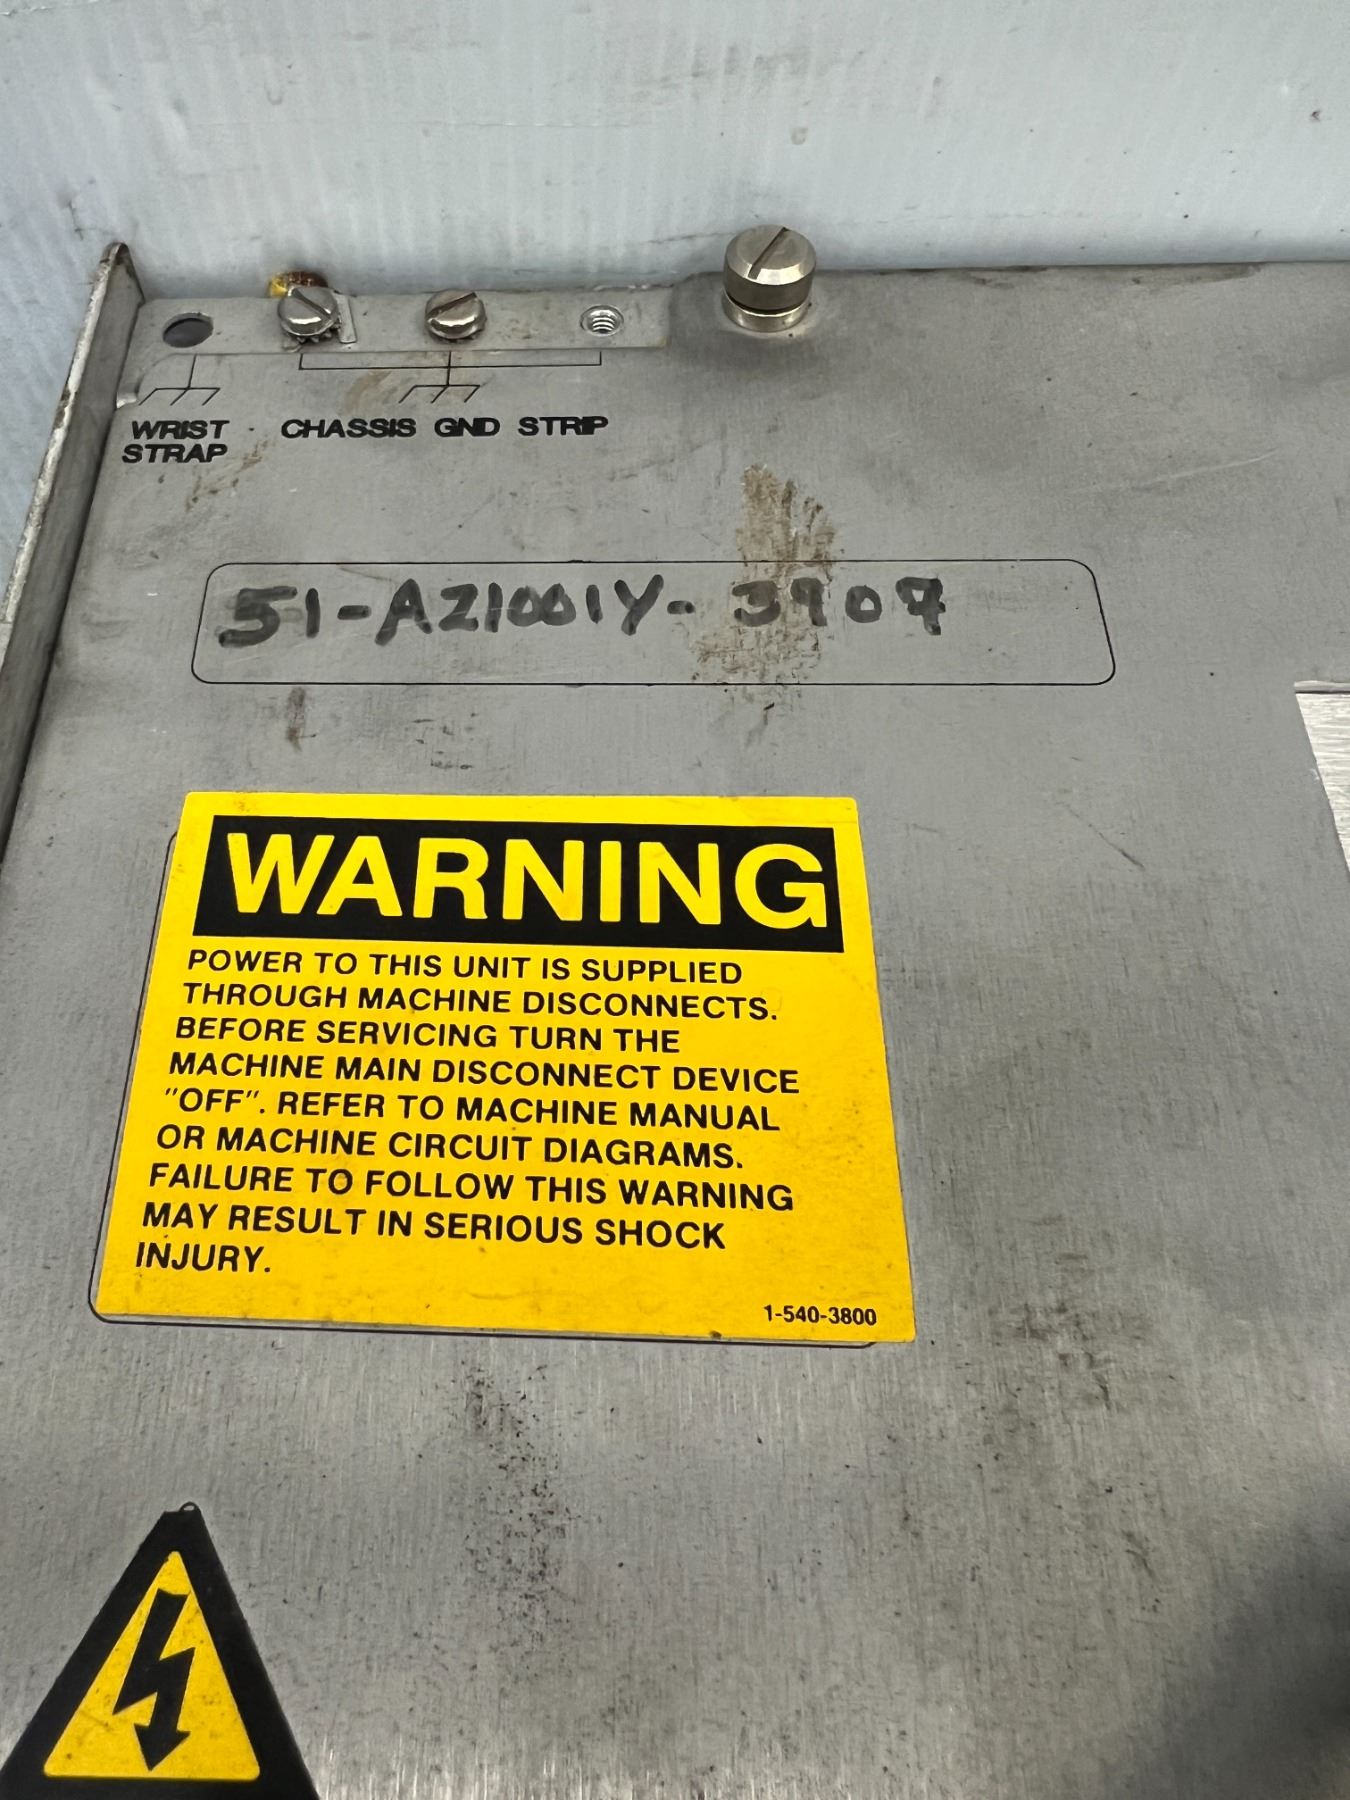 WRIST STRAP
CHASSIS GND STRIP
51-A21001Y-3907
WARNING
POWER TO THIS UNIT IS SUPPLIED
THROUGH MACHINE DISCONNECTS.
BEFORE SERVICING TURN THE
MACHINE MAIN DISCONNECT DEVICE
"OFF". REFER TO MACHINE MANUAL
OR MACHINE CIRCUIT DIAGRAMS.
FAILURE TO FOLLOW THIS WARNING
MAY RESULT IN SERIOUS SHOCK
INJURY.
1-540-3800